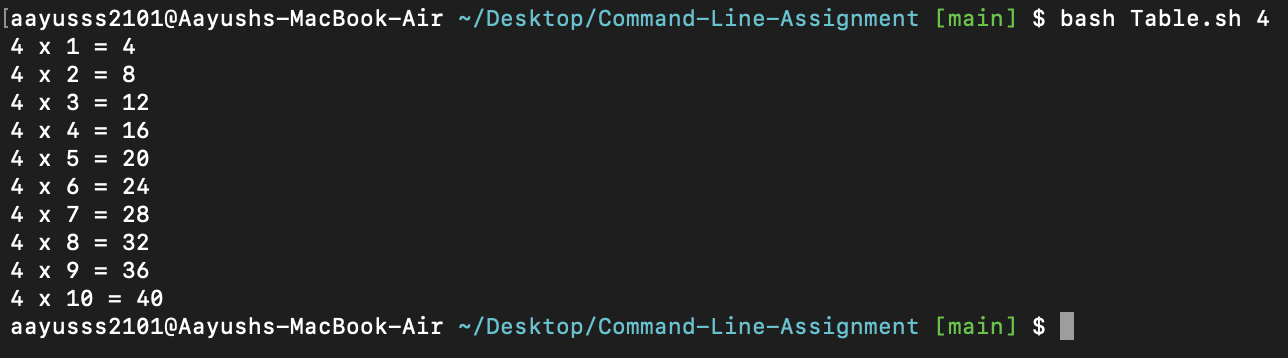 [aayusss2101@Aayushs-MacBook-Air ~/Desktop/Command-Line-Assignment [main] $ bash Table.sh 4
4 x 1 = 4
4 x 2 = 8
4 x 3 = 12
4 x 4 = 16
4 x 5 = 20
4 x 6 = 24
4 x 7 = 28
4 x 8 = 32
4 x 9 = 36
4 x 10 = 40
aayusss2101@Aayushs-MacBook-Air ~/Desktop/Command-Line-Assignment [main] $